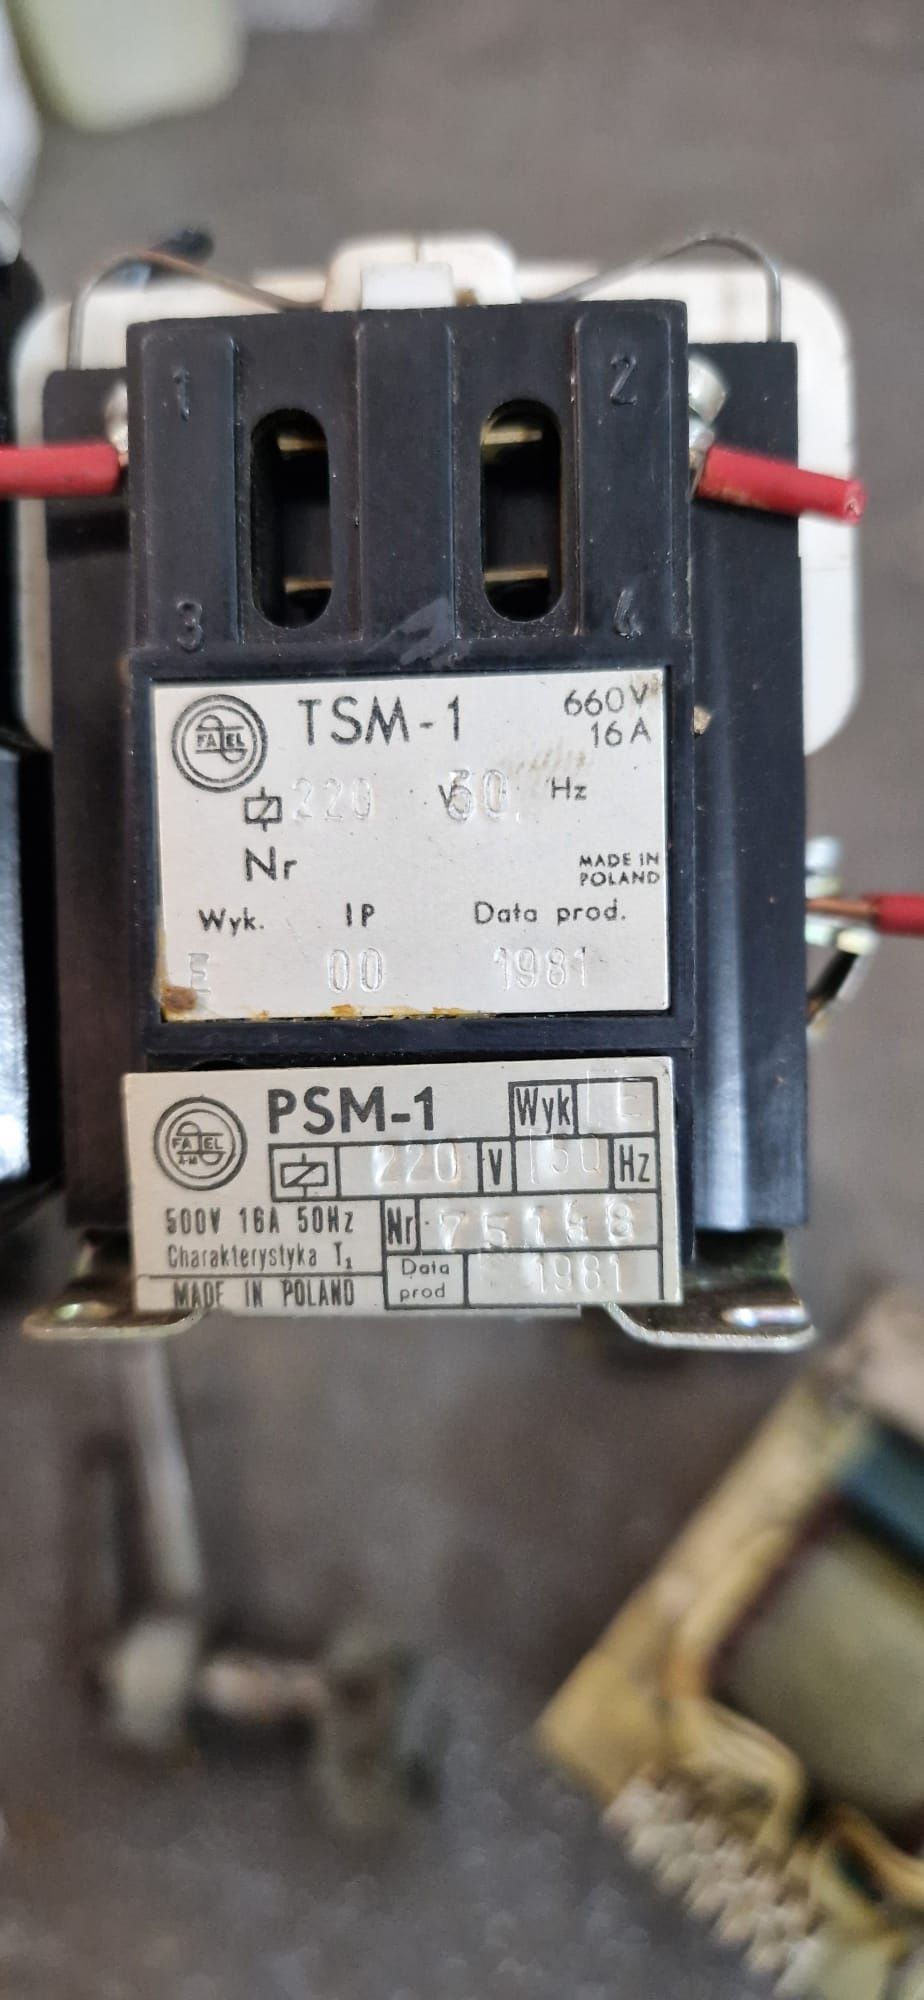 1 2
3 4
FAEL TSM-1 660V
16A
220 V 50 Hz
Nr MADE IN
POLAND
Wyk. IP Data prod.
E 00 1981
FAEL A-M PSM-1 Wyk E
220 V 50 Hz
500V 16A 50Hz Nr
Charakterystyka T₁ Data prod 1981
MADE IN POLAND